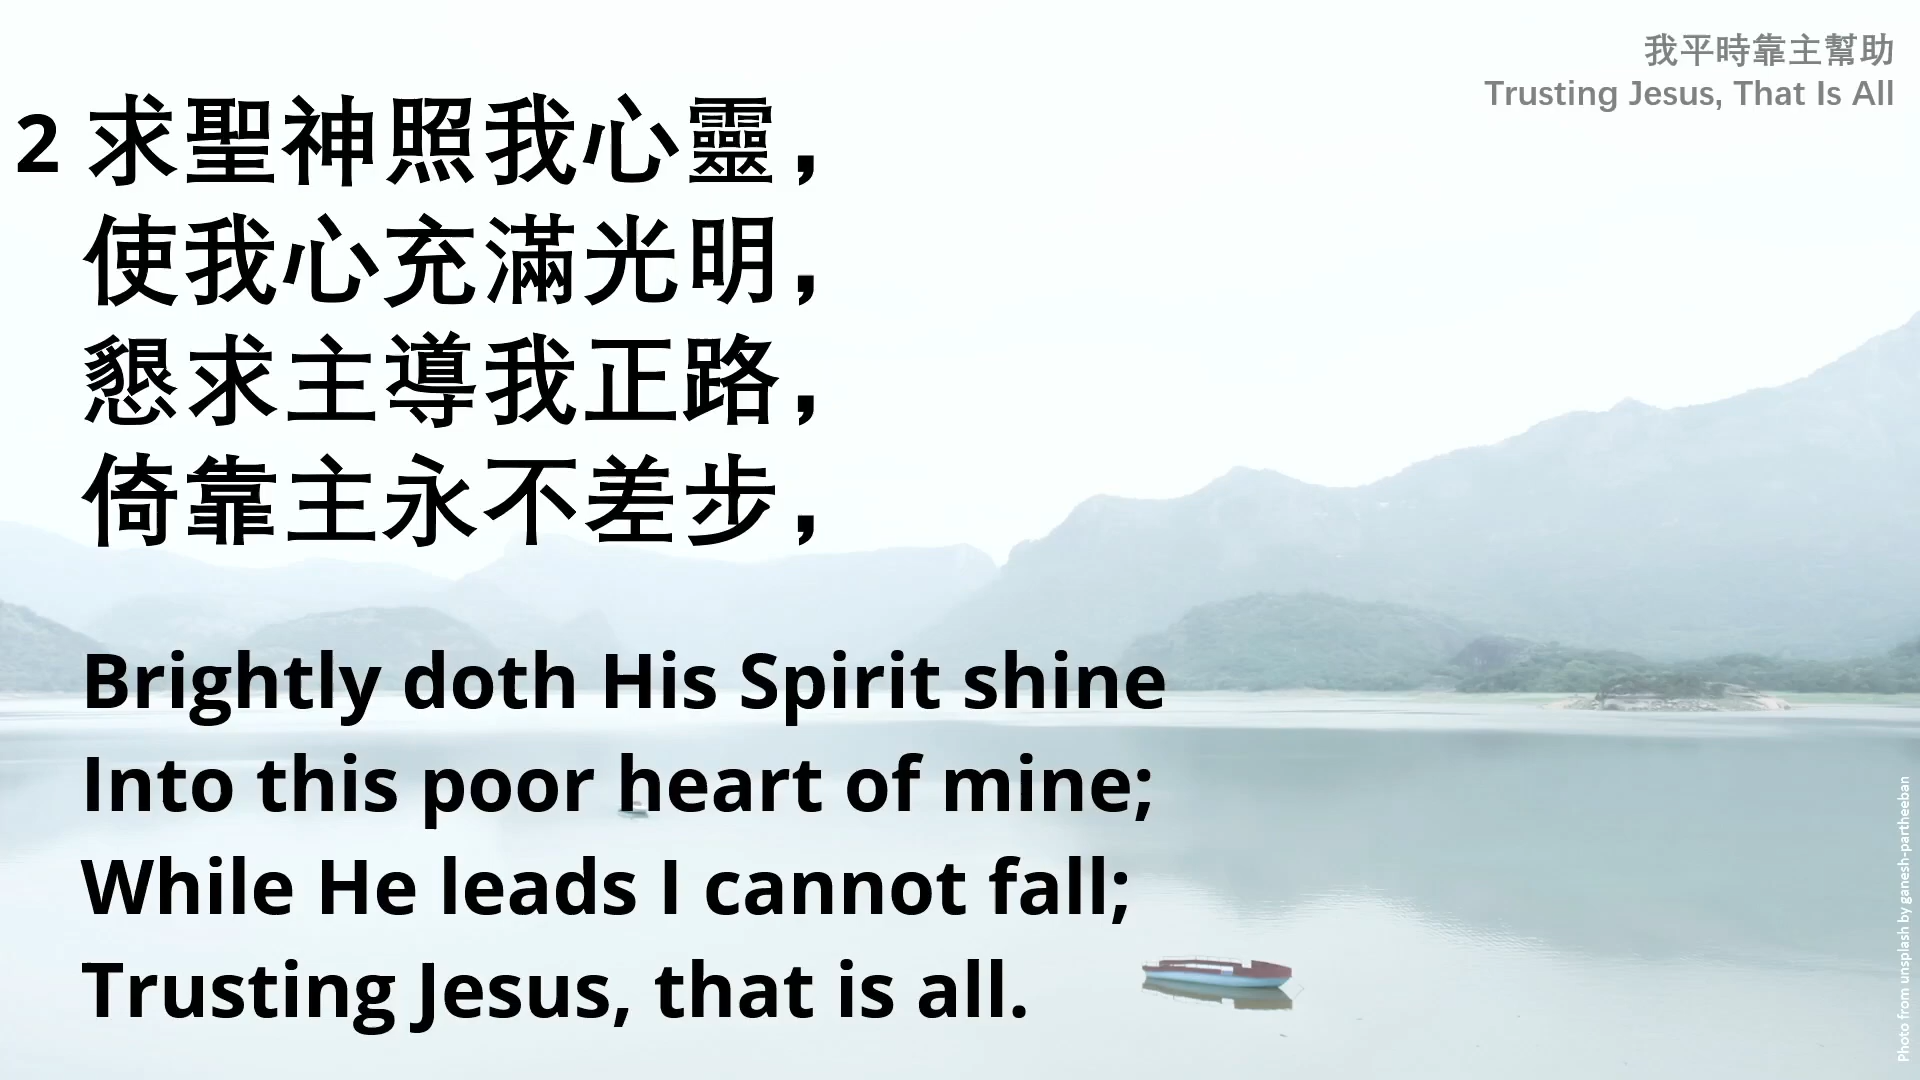 我平時靠主幫助
Trusting Jesus, That Is All
2 求聖神照我心靈，
使我心充滿光明，
懇求主導我正路，
倚靠主永不差步，
Brightly doth His Spirit shine
Into this poor heart of mine;
While He leads I cannot fall;
Trusting Jesus, that is all.
Photo from unsplash by ganesh-partheeban